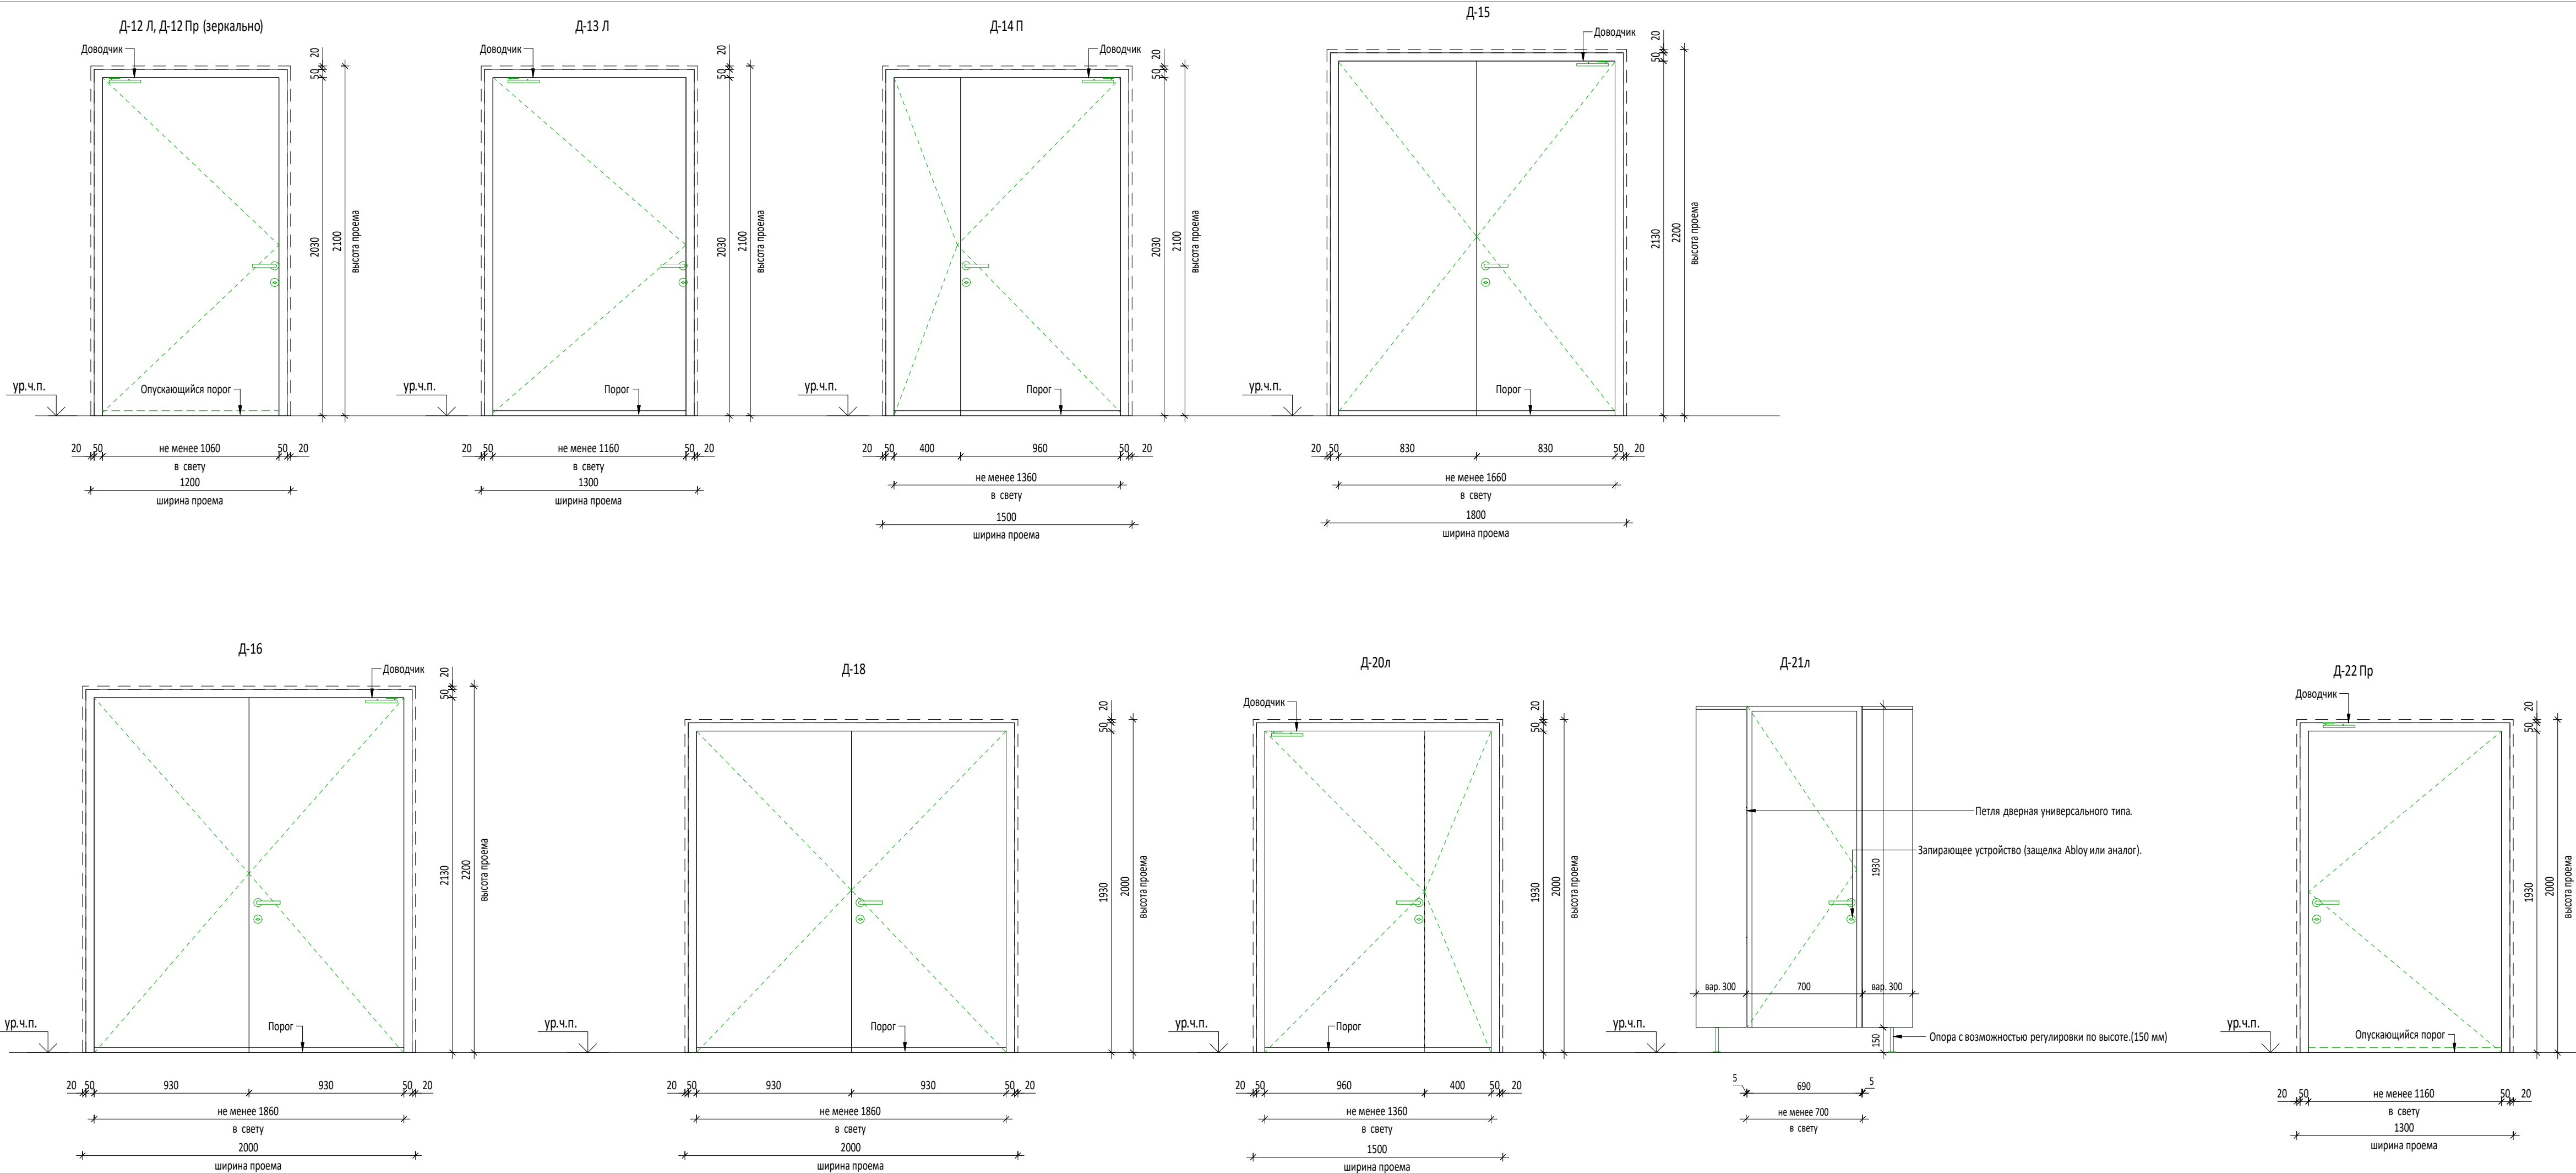 Д-12 Л, Д-12 Пр (зеркально)
Доводчик
20
50
2030
2100
высота проема
Опускающийся порог
ур.ч.п.
20 50 не менее 1060 50 20
в свету
1200
ширина проема
Д-13 Л
Доводчик
20
50
2030
2100
высота проема
Порог
ур.ч.п.
20 50 не менее 1160 50 20
в свету
1300
ширина проема
Д-14 П
Доводчик
20
50
2030
2100
высота проема
Порог
ур.ч.п.
20 50 400 960 50 20
не менее 1360
в свету
1500
ширина проема
Д-15
Доводчик
20
50
2130
2200
высота проема
Порог
ур.ч.п.
20 50 830 830 50 20
не менее 1660
в свету
1800
ширина проема
Д-16
Доводчик
20
50
2130
2200
высота проема
Порог
ур.ч.п.
20 50 930 930 50 20
не менее 1860
в свету
2000
ширина проема
Д-18
20
50
1930
2000
высота проема
Порог
ур.ч.п.
20 50 930 930 50 20
не менее 1860
в свету
2000
ширина проема
Д-20л
Доводчик
20
50
1930
2000
высота проема
Порог
ур.ч.п.
20 50 960 400 50 20
не менее 1360
в свету
1500
ширина проема
Д-21л
Петля дверная универсального типа.
Запирающее устройство (защелка Abloy или аналог).
1930
вар. 300 700 вар. 300
ур.ч.п.
150
Опора с возможностью регулировки по высоте.(150 мм)
5 690 5
не менее 700
в свету
Д-22 Пр
Доводчик
20
50
1930
2000
высота проема
Опускающийся порог
ур.ч.п.
20 50 не менее 1160 50 20
в свету
1300
ширина проема